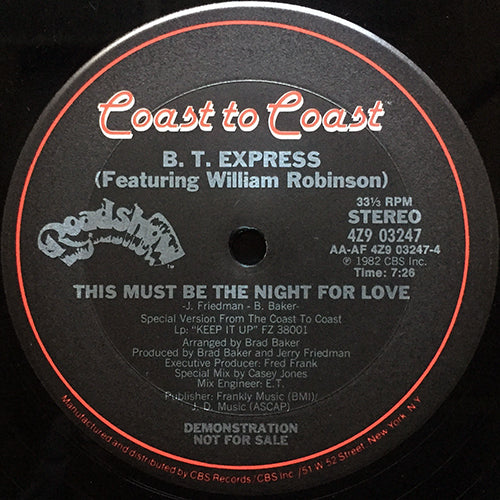 Coast to Coast
B. T. EXPRESS
(Featuring William Robinson)
Roadshow™
33⅓ RPM
STEREO
4Z9 03247
AA-AF 4Z9 03247-4
℗ 1982 CBS Inc.
Time: 7:26
THIS MUST BE THE NIGHT FOR LOVE
-J. Friedman - B. Baker-
Special Version From The Coast To Coast
Lp: "KEEP IT UP" FZ 38001
Arranged by Brad Baker
Produced by Brad Baker and Jerry Friedman
Executive Producer: Fred Frank
Special Mix by Casey Jones
Mix Engineer: E.T.
Publisher: Frankly Music (BMI)/
J. D. Music (ASCAP)
DEMONSTRATION
NOT FOR SALE
Manufactured and distributed by CBS Records/CBS Inc./51 W 52 Street, New York, N.Y.